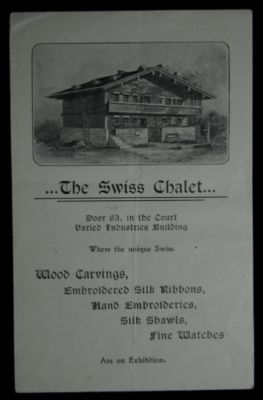 ...The Swiss Chalet...
Door 63, in the Court
Varied Industries Building
Where the unique Swiss
Wood Carvings,
Embroidered Silk Ribbons,
Hand Embroideries,
Silk Shawls,
Fine Watches
Are on Exhibition.